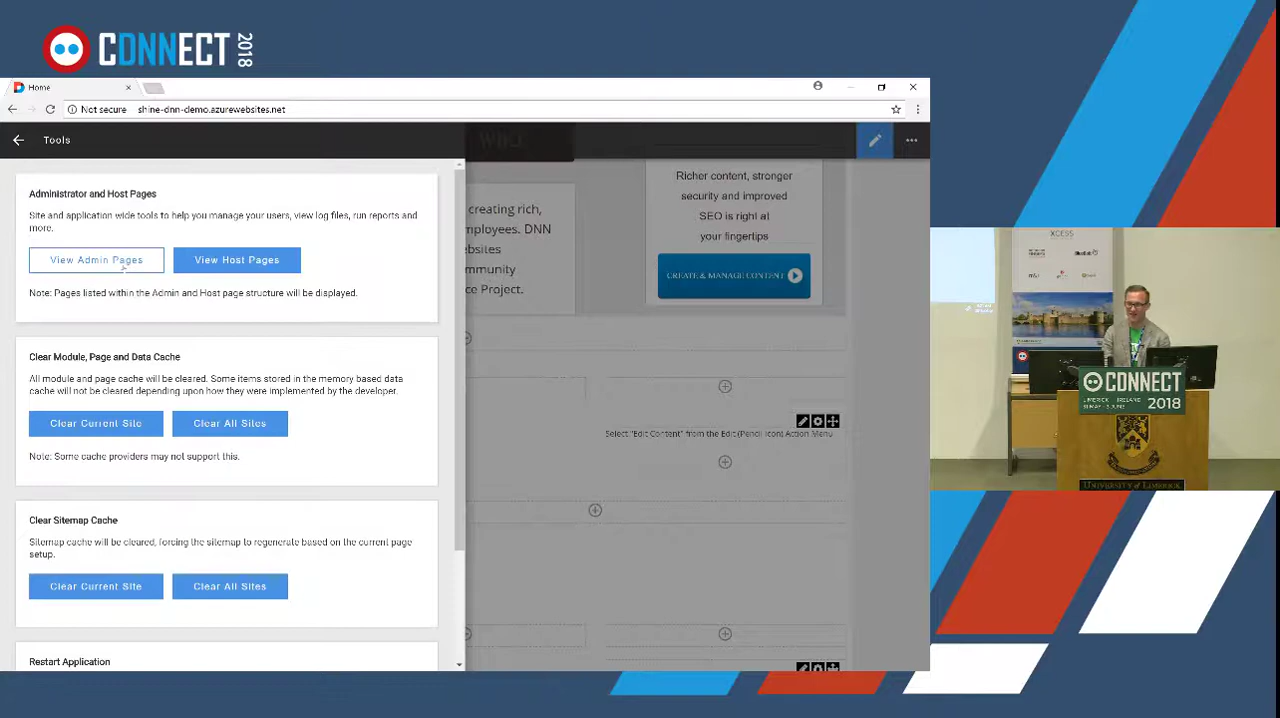 CONNECT 2018
Home
Not secure shine-dnn-demo.azurewebsites.net
Tools
Administrator and Host Pages
Site and application wide tools to help you manage your users, view log files, run reports and
more.
View Admin Pages
View Host Pages
Note: Pages listed within the Admin and Host page structure will be displayed.
Clear Module, Page and Data Cache
All module and page cache will be cleared. Some items stored in the memory based data
cache will not be cleared depending upon how they were implemented by the developer.
Clear Current Site
Clear All Sites
Note: Some cache providers may not support this.
Clear Sitemap Cache
Sitemap cache will be cleared, forcing the sitemap to regenerate based on the current page
setup.
Clear Current Site
Clear All Sites
Restart Application
creating rich,
employees. DNN
ebsites
mmunity
ce Project.
Richer content, stronger
security and improved
SEO is right at
your fingertips
CREATE & MANAGE CONTENT
Select "Edit Content" from the Edit (Pencil Icon) Action Menu
XCESS
CONNECT
LIMERICK - IRELAND
2018
UNIVERSITY of LIMERICK